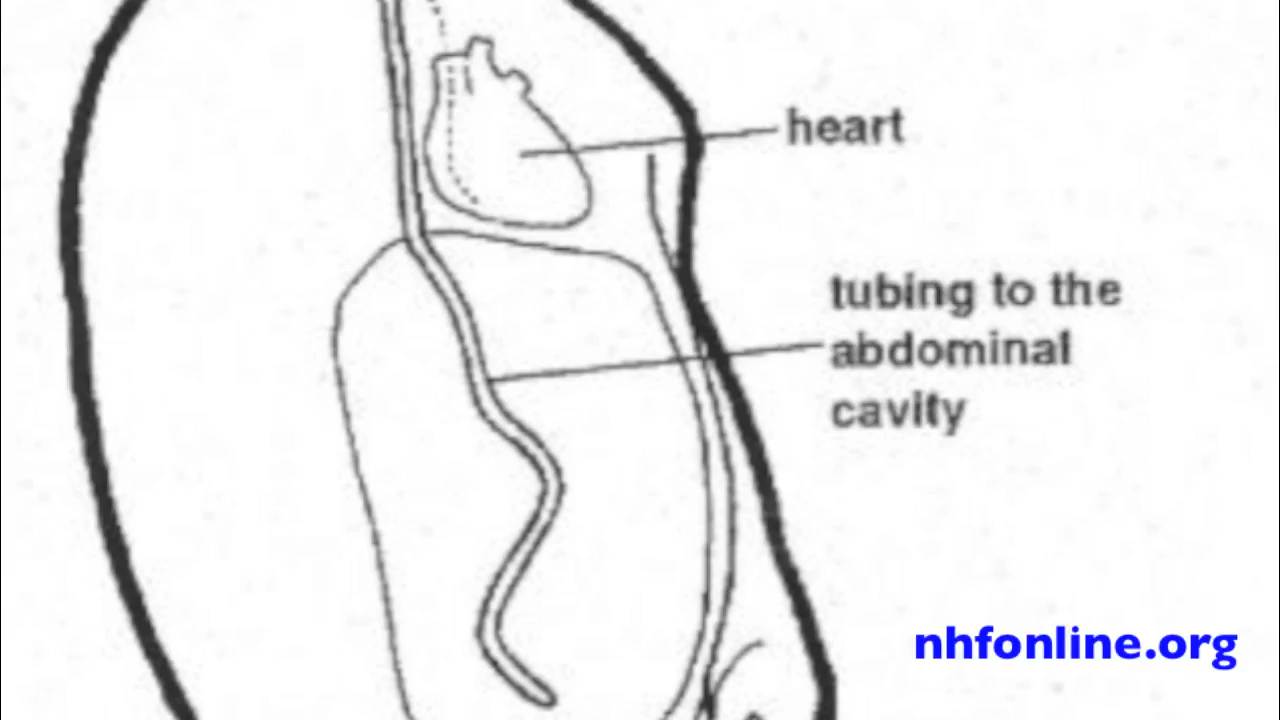 heart
tubing to the
abdominal
cavity
nhfonline.org